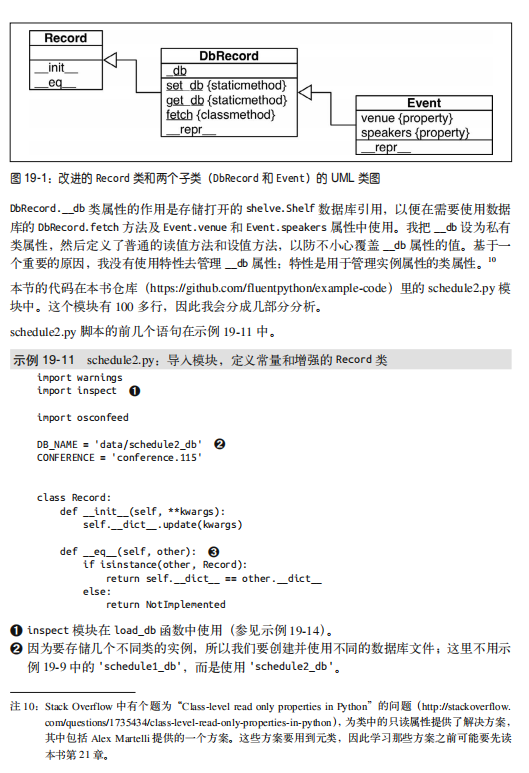 Record
__init__
__eq__
DbRecord
__db
set_db {staticmethod}
get_db {staticmethod}
fetch {classmethod}
__repr__
Event
venue {property}
speakers {property}
__repr__
图 19-1：改进的 Record 类和两个子类（DbRecord 和 Event）的 UML 类图
DbRecord.__db 类属性的作用是存储打开的 shelve.Shelf 数据库引用，以便在需要使用数据
库的 DbRecord.fetch 方法及 Event.venue 和 Event.speakers 属性中使用。我把 __db 设为私有
类属性，然后定义了普通的读值方法和设值方法，以防不小心覆盖 __db 属性的值。基于一
个重要的原因，我没有使用特性去管理 __db 属性：特性是用于管理实例属性的类属性。10
本节的代码在本书仓库（https://github.com/fluentpython/example-code）里的 schedule2.py 模
块中。这个模块有 100 多行，因此我会分成几部分分析。
schedule2.py 脚本的前几个语句在示例 19-11 中。
示例 19-11 schedule2.py：导入模块，定义常量和增强的 Record 类
import warnings
import inspect ❶
import osconfeed
DB_NAME = 'data/schedule2_db' ❷
CONFERENCE = 'conference.115'
class Record:
def __init__(self, **kwargs):
self.__dict__.update(kwargs)
def __eq__(self, other): ❸
if isinstance(other, Record):
return self.__dict__ == other.__dict__
else:
return NotImplemented
❶ inspect 模块在 load_db 函数中使用（参见示例 19-14）。
❷ 因为要存储几个不同类的实例，所以我们要创建并使用不同的数据库文件；这里不用示
例 19-9 中的 'schedule1_db'，而是使用 'schedule2_db'。
注 10：Stack Overflow 中有个题为“Class-level read only properties in Python”的问题（http://stackoverflow.
com/questions/1735434/class-level-read-only-properties-in-python），为类中的只读属性提供了解决方案，
其中包括 Alex Martelli 提供的一个方案。这些方案要用到元类，因此学习那些方案之前可能要先读
本书第 21 章。